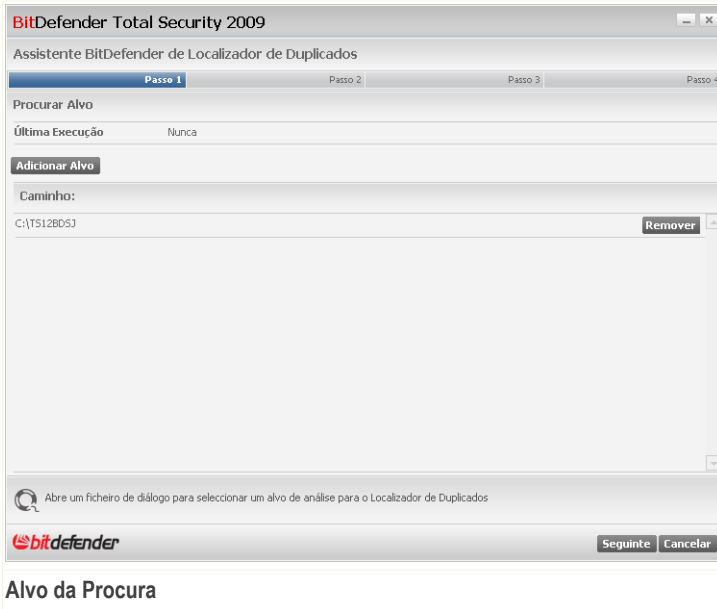 BitDefender Total Security 2009
Assistente BitDefender de Localizador de Duplicados
Passo 1 Passo 2 Passo 3 Passo 4
Procurar Alvo
Última Execução Nunca
Adicionar Alvo
Caminho:
C:\TS12BDSJ Remover
Abre um ficheiro de diálogo para seleccionar um alvo de análise para o Localizador de Duplicados
bitdefender Seguinte Cancelar
Alvo da Procura